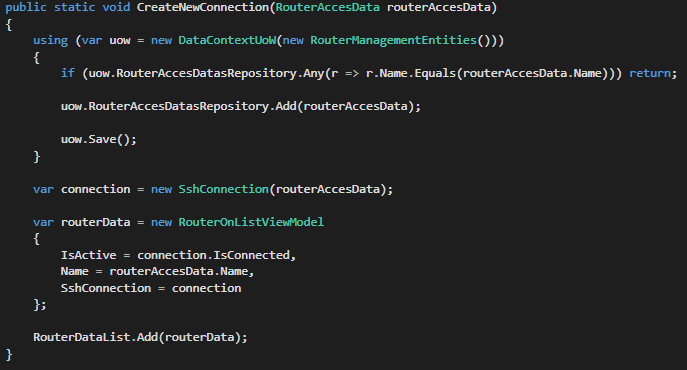 public static void CreateNewConnection(RouterAccesData routerAccesData)
{
    using (var uow = new DataContextUoW(new RouterManagementEntities()))
    {
        if (uow.RouterAccesDatasRepository.Any(r => r.Name.Equals(routerAccesData.Name))) return;

        uow.RouterAccesDatasRepository.Add(routerAccesData);

        uow.Save();
    }

    var connection = new SshConnection(routerAccesData);

    var routerData = new RouterOnListViewModel
    {
        IsActive = connection.IsConnected,
        Name = routerAccesData.Name,
        SshConnection = connection
    };

    RouterDataList.Add(routerData);
}